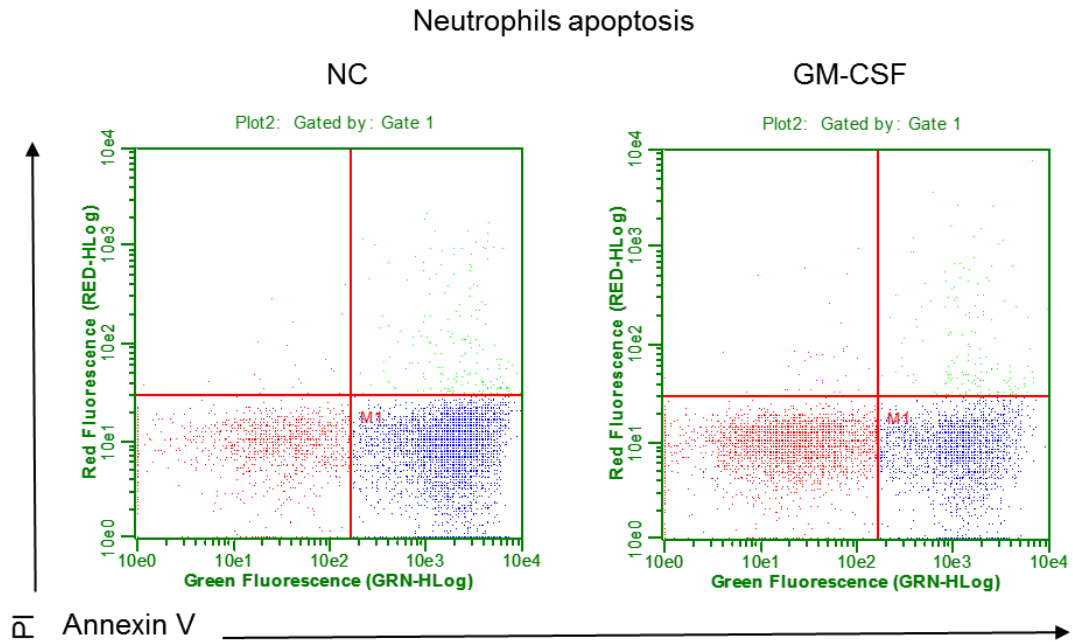 Neutrophils apoptosis
NC
GM-CSF
Plot2: Gated by: Gate 1
Red Fluorescence (RED-HLog)
10e4
10e3
10e2
10e1
10e0
M1
10e0 10e1 10e2 10e3 10e4
Green Fluorescence (GRN-HLog)
Plot2: Gated by: Gate 1
Red Fluorescence (RED-HLog)
10e4
10e3
10e2
10e1
10e0
M1
10e0 10e1 10e2 10e3 10e4
Green Fluorescence (GRN-HLog)
PI
Annexin V